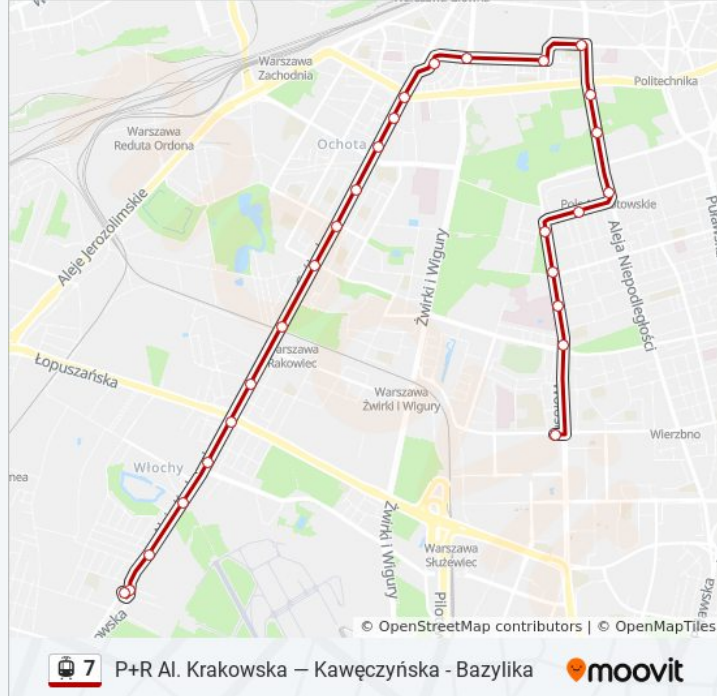 Warszawa
Zachodnia
Politechnika
Warszawa
Reduta Ordona
Ochota
Aleje Jerozolimskie
Aleja Niepodległości
Żwirki i Wigury
Łopuszańska
Rakowiec
Warszawa
Żwirki i Wigury
Wierzbno
Włochy
Żwirki i Wigury
Warszawa
Służewiec
© OpenStreetMap contributors | © OpenMapTiles
7 P+R Al. Krakowska — Kawęczyńska - Bazylika
moovit